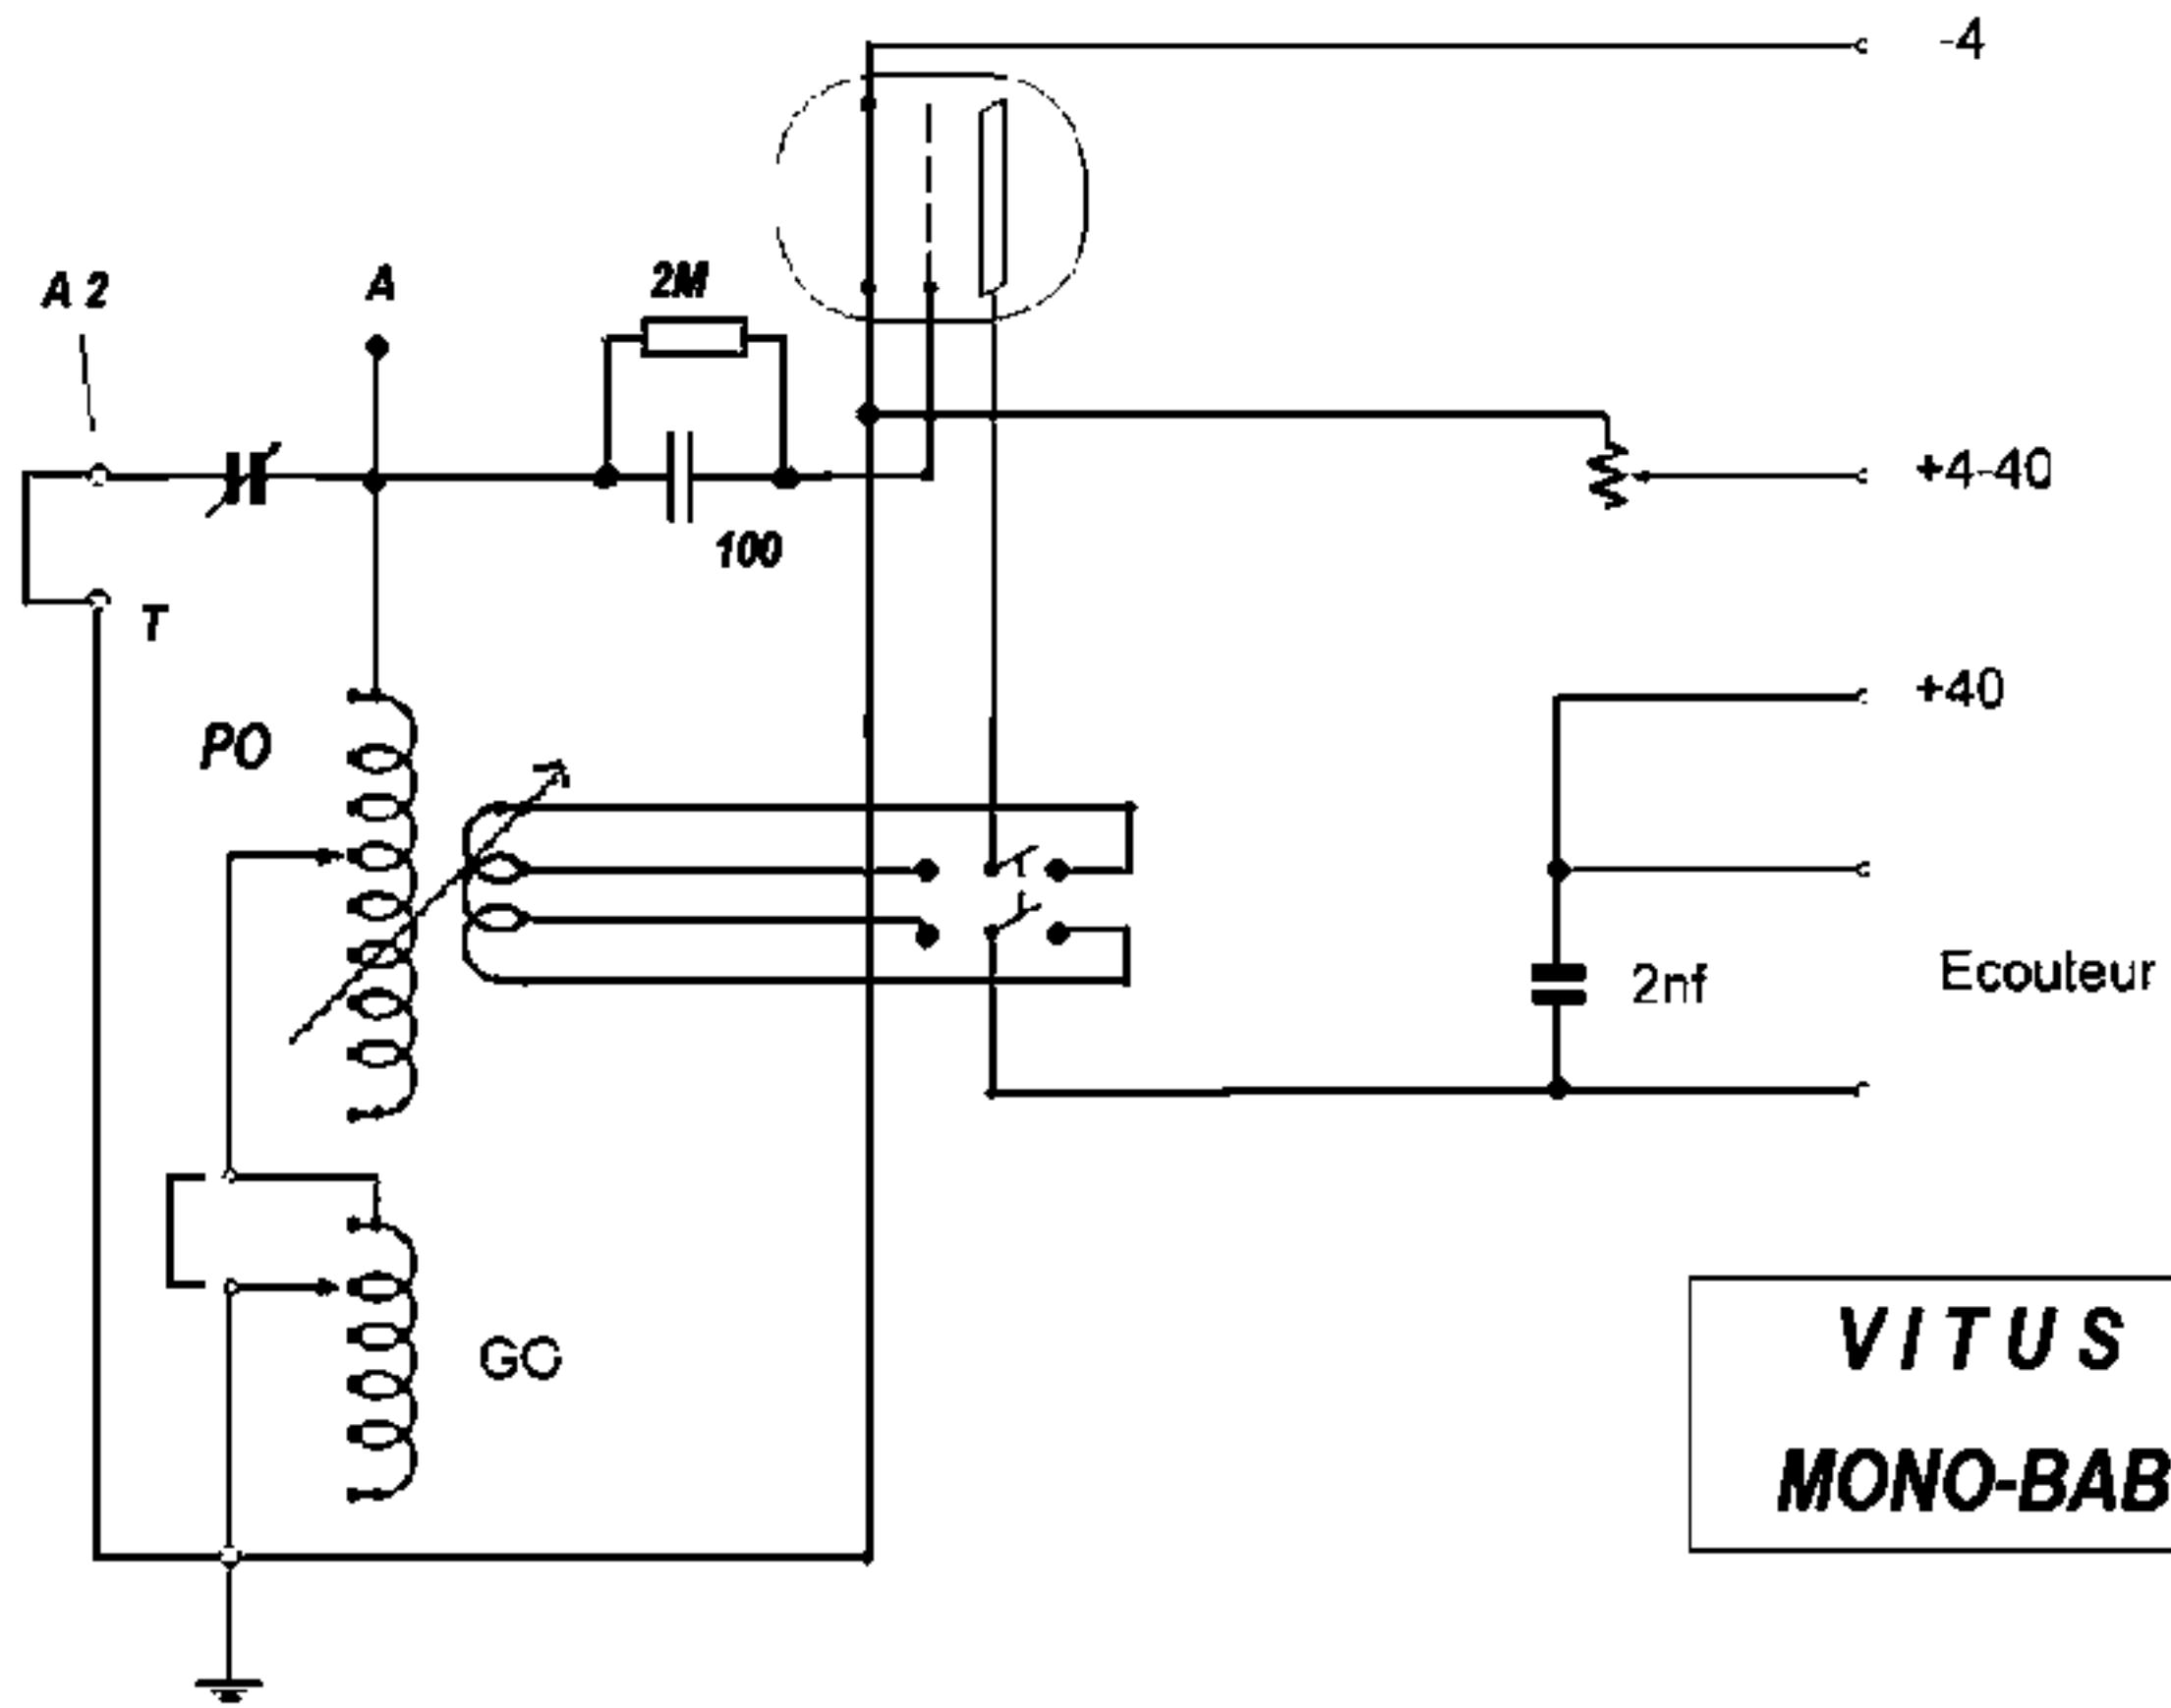 -4
A 2
A
2M
+4-40
100
T
+40
PO
2nf
Ecouteur
GO
VITUS
MONO-BAB